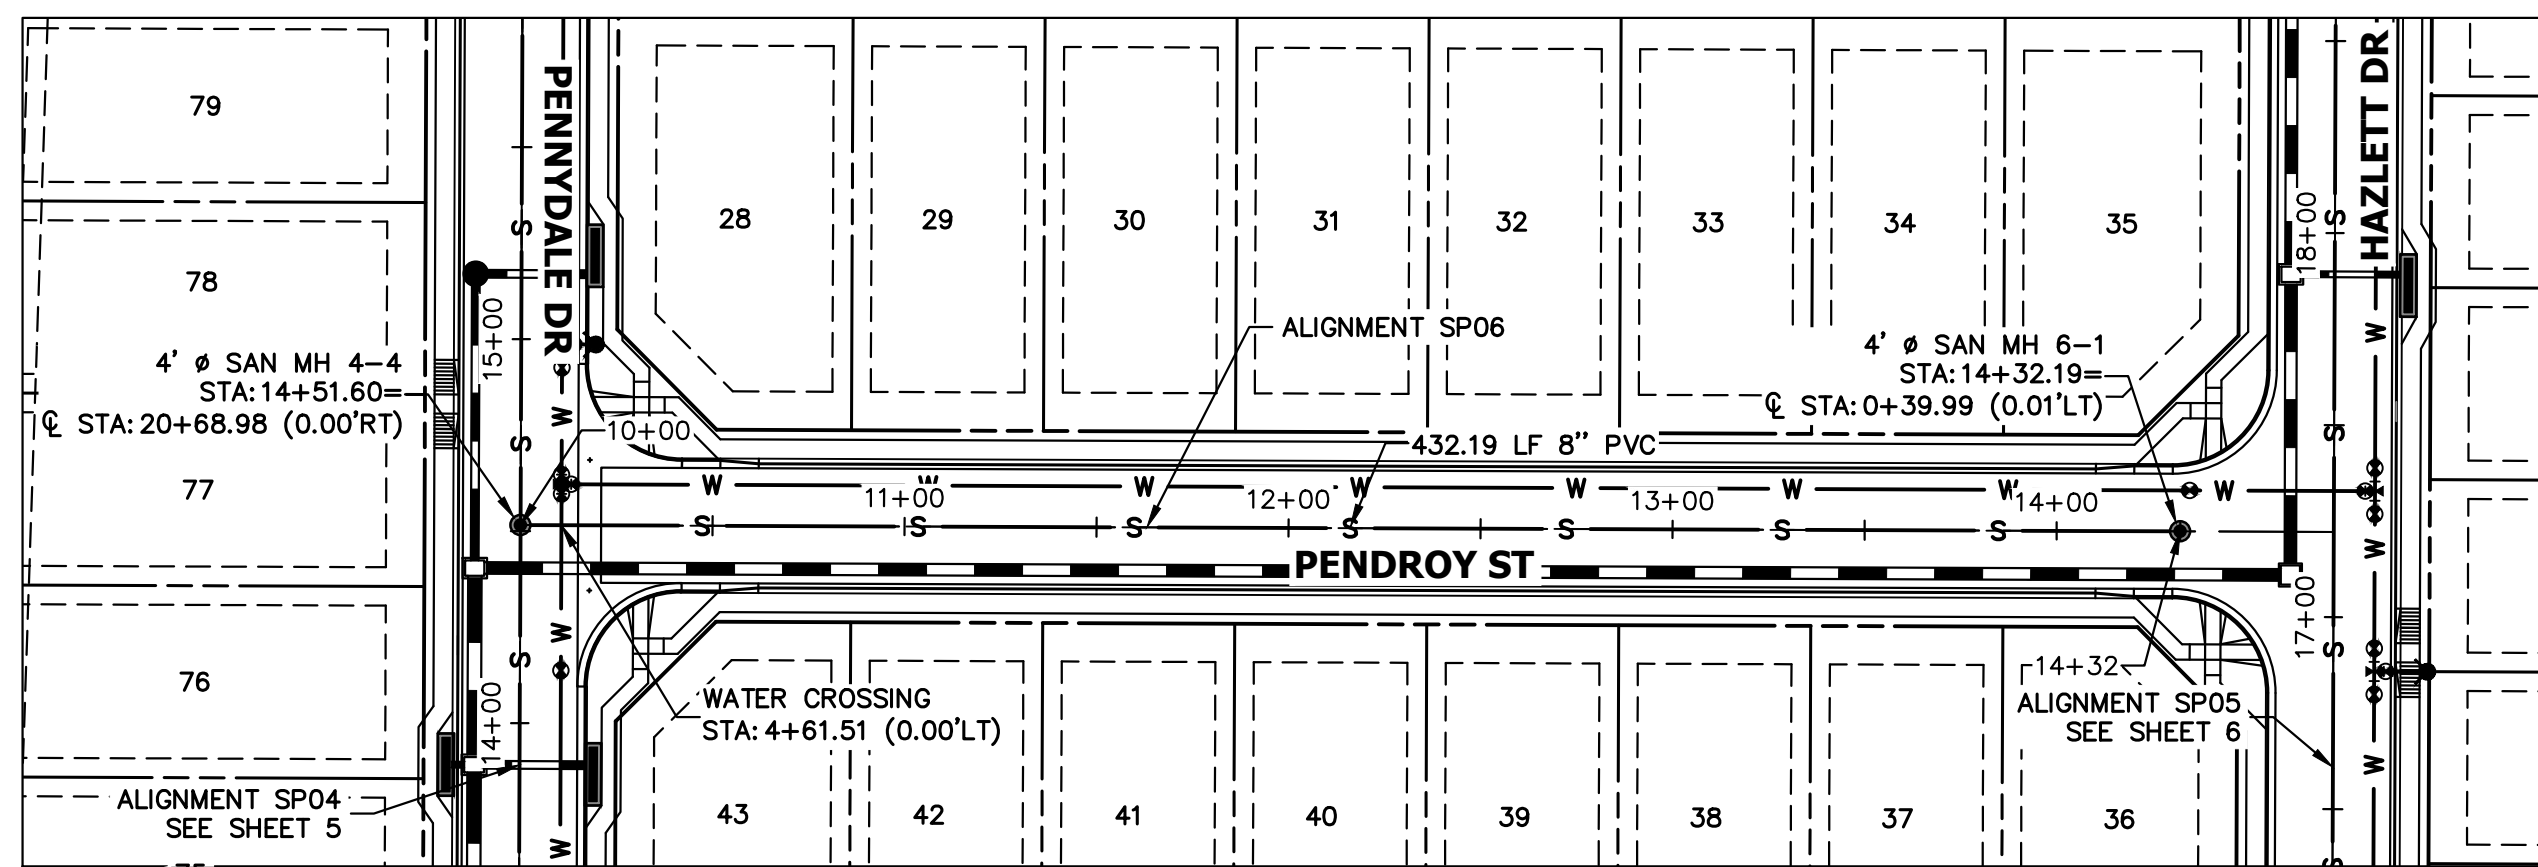 79
78
77
76
PENNYDALE DR
HAZLETT DR
28
29
30
31
32
33
34
35
15+00
18+00
4' ø SAN MH 4-4
STA:14+51.60=
℄ STA:20+68.98 (0.00'RT)
10+00
ALIGNMENT SP06
432.19 LF 8" PVC
4' ø SAN MH 6-1
STA:14+32.19=
℄ STA:0+39.99 (0.01'LT)
W W W W W W W W
11+00
12+00
13+00
14+00
S S S S S S S
PENDROY ST
S
S
S
W
W
W
S
S
S
S
W
W
W
14+00
17+00
WATER CROSSING
STA:4+61.51 (0.00'LT)
14+32
ALIGNMENT SP05
SEE SHEET 6
ALIGNMENT SP04
SEE SHEET 5
43
42
41
40
39
38
37
36